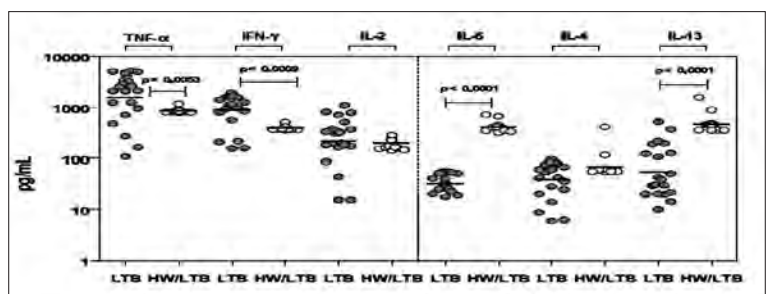 TNF-α IFN-γ IL-2 IL-5 IL-4 IL-13
p< 0,0053 p< 0,0009 p< 0,0001 p< 0,0001
10000
1000
100
10
1
pg/mL
LTB HW/LTB LTB HW/LTB LTB HW/LTB LTB HW/LTB LTB HW/LTB LTB HW/LTB